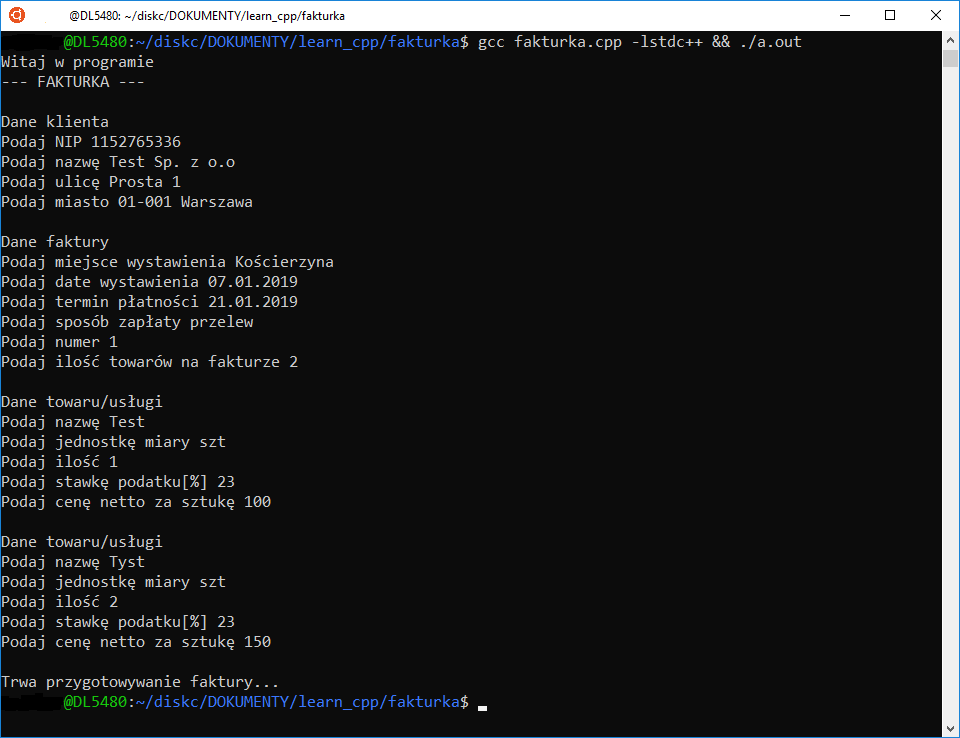 @DL5480: ~/diskc/DOKUMENTY/learn_cpp/fakturka
@DL5480:~/diskc/DOKUMENTY/learn_cpp/fakturka$ gcc fakturka.cpp -lstdc++ && ./a.out
Witaj w programie
--- FAKTURKA ---
Dane klienta
Podaj NIP 1152765336
Podaj nazwę Test Sp. z o.o
Podaj ulicę Prosta 1
Podaj miasto 01-001 Warszawa
Dane faktury
Podaj miejsce wystawienia Kościerzyna
Podaj date wystawienia 07.01.2019
Podaj termin płatności 21.01.2019
Podaj sposób zapłaty przelew
Podaj numer 1
Podaj ilość towarów na fakturze 2
Dane towaru/usługi
Podaj nazwę Test
Podaj jednostkę miary szt
Podaj ilość 1
Podaj stawkę podatku[%] 23
Podaj cenę netto za sztukę 100
Dane towaru/usługi
Podaj nazwę Tyst
Podaj jednostkę miary szt
Podaj ilość 2
Podaj stawkę podatku[%] 23
Podaj cenę netto za sztukę 150
Trwa przygotowywanie faktury...
@DL5480:~/diskc/DOKUMENTY/learn_cpp/fakturka$